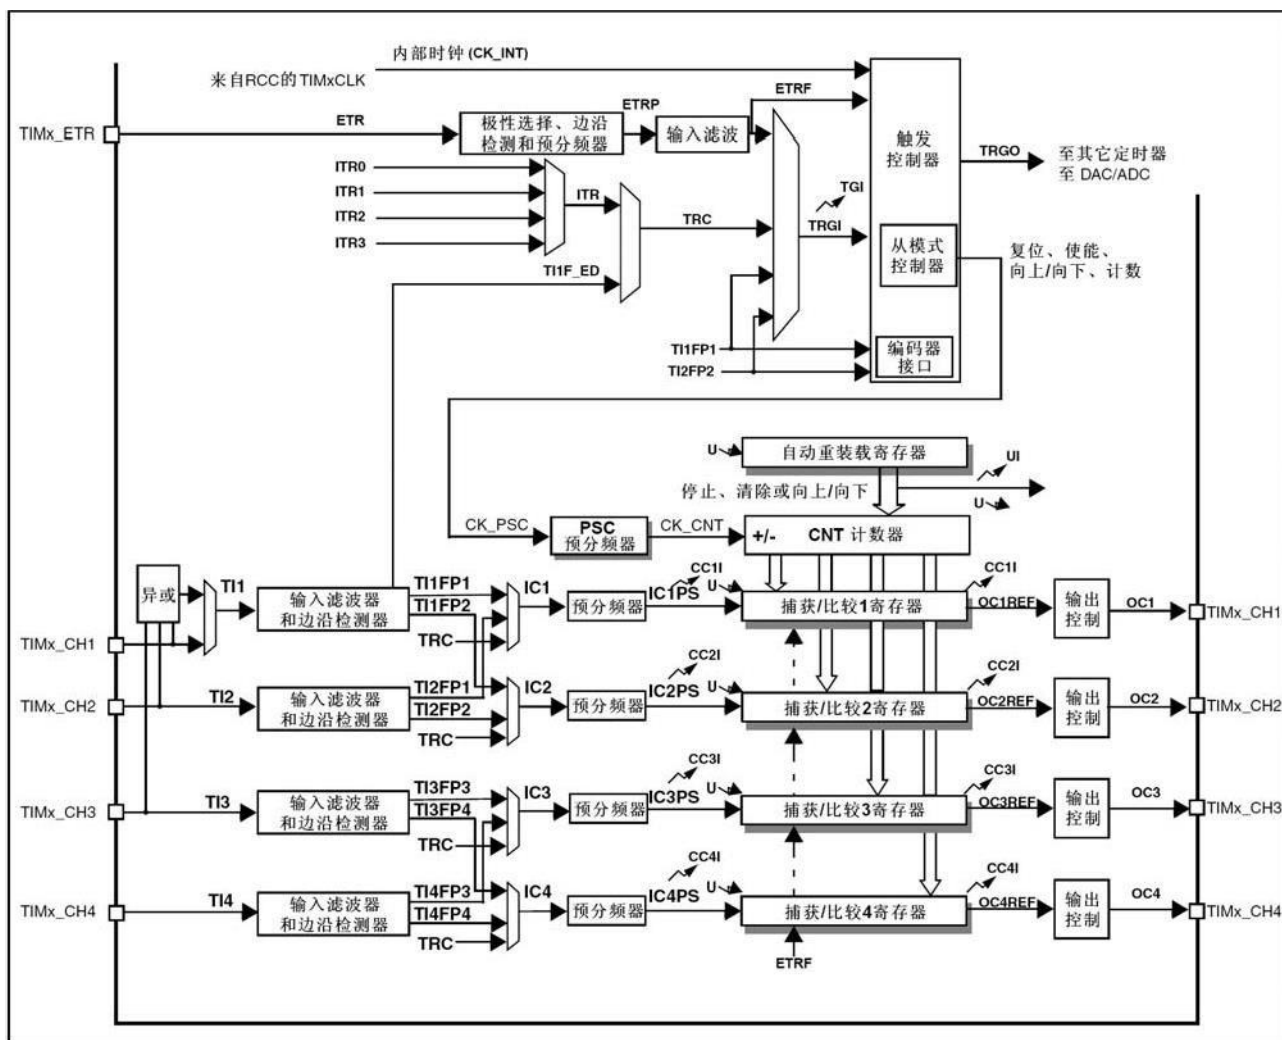 内部时钟 (CK_INT)
来自RCC的TIMxCLK
TIMx_ETR
ETR
极性选择、边沿
检测和预分频器
ETRP
输入滤波
ETRF
触发
控制器
TRGO
至其它定时器
至 DAC/ADC
ITR0
ITR1
ITR2
ITR3
ITR
TI1F_ED
TRC
TGI
TRGI
从模式
控制器
复位、使能、
向上/向下、计数
TI1FP1
TI2FP2
编码器
接口
U
自动重装载寄存器
UI
停止、清除或向上/向下
U
CK_PSC
PSC
预分频器
CK_CNT
+/-
CNT 计数器
异或
TI1
输入滤波器
和边沿检测器
TI1FP1
TI1FP2
TRC
IC1
预分频器
CC1I
IC1PS
U
捕获/比较1寄存器
CC1I
OC1REF
输出
控制
OC1
TIMx_CH1
TIMx_CH1
TIMx_CH2
TI2
输入滤波器
和边沿检测器
TI2FP1
TI2FP2
TRC
IC2
预分频器
CC2I
IC2PS
U
捕获/比较2寄存器
CC2I
OC2REF
输出
控制
OC2
TIMx_CH2
TIMx_CH3
TI3
输入滤波器
和边沿检测器
TI3FP3
TI3FP4
TRC
IC3
预分频器
CC3I
IC3PS
U
捕获/比较3寄存器
CC3I
OC3REF
输出
控制
OC3
TIMx_CH3
TIMx_CH4
TI4
输入滤波器
和边沿检测器
TI4FP3
TI4FP4
TRC
IC4
预分频器
CC4I
IC4PS
U
捕获/比较4寄存器
CC4I
OC4REF
输出
控制
OC4
TIMx_CH4
ETRF